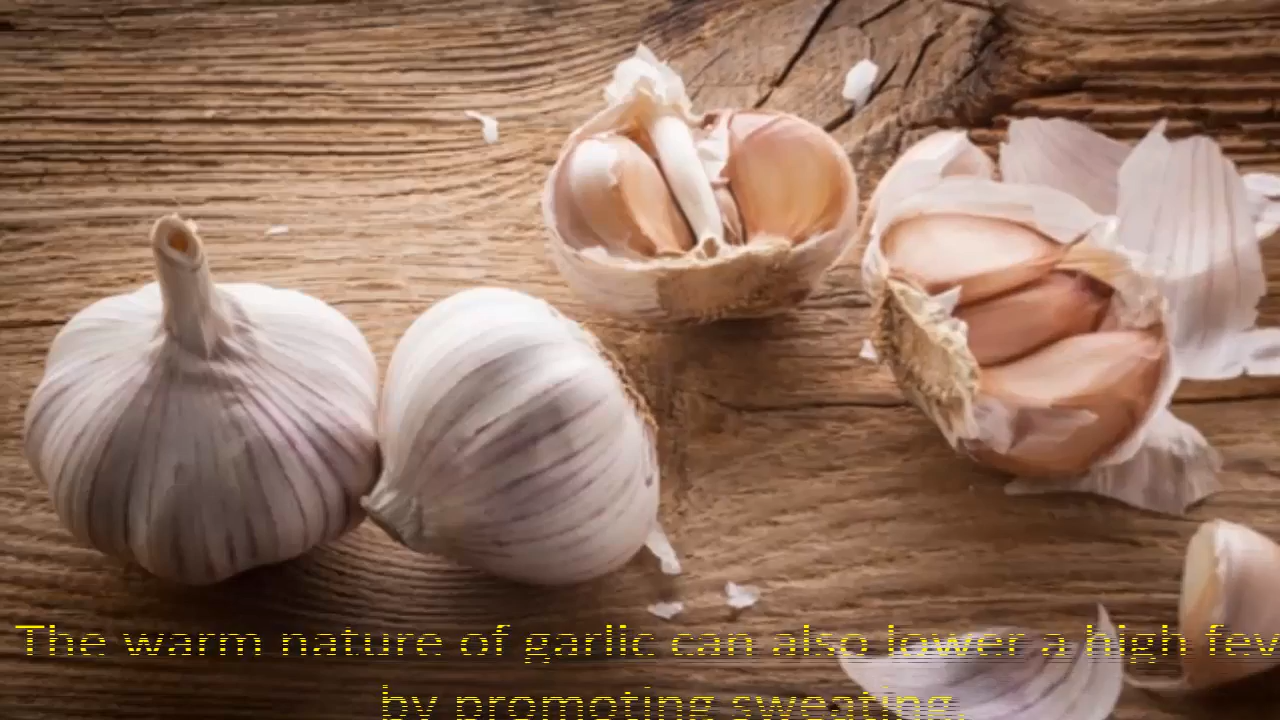 The warm nature of garlic can also lower a high fev
by promoting sweating.